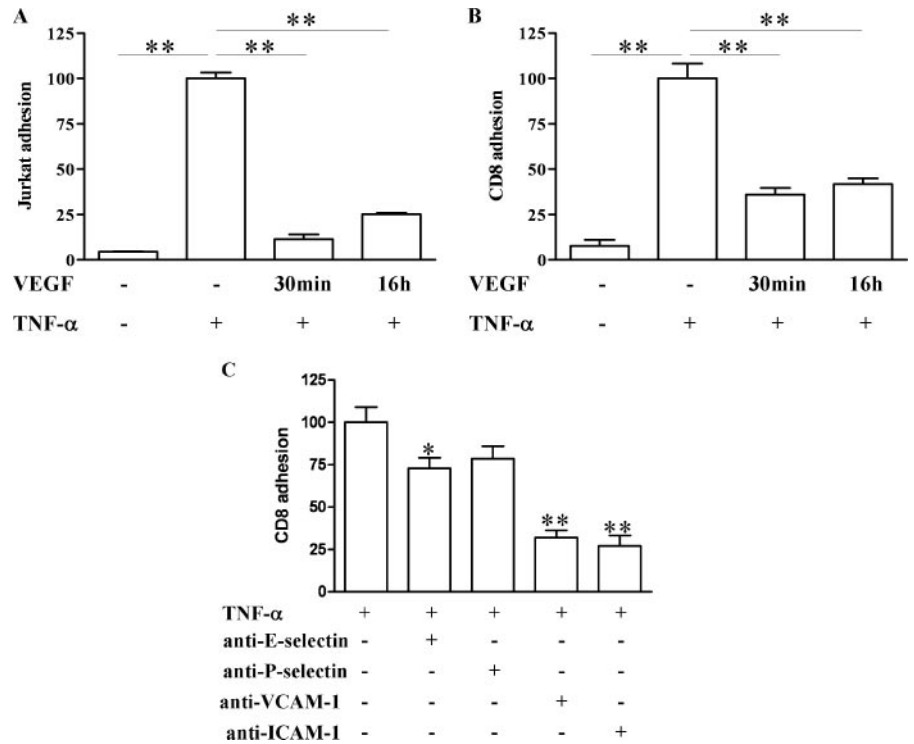 A
**
** **
125
100
75
50
25
0
Jurkat adhesion
VEGF - - 30min 16h
TNF-α - + + +
B
**
** **
125
100
75
50
25
0
CD8 adhesion
VEGF - - 30min 16h
TNF-α - + + +
C
125
100
75
50
25
0
CD8 adhesion
*
** **
TNF-α + + + + +
anti-E-selectin - + - - -
anti-P-selectin - - + - -
anti-VCAM-1 - - - + -
anti-ICAM-1 - - - - +